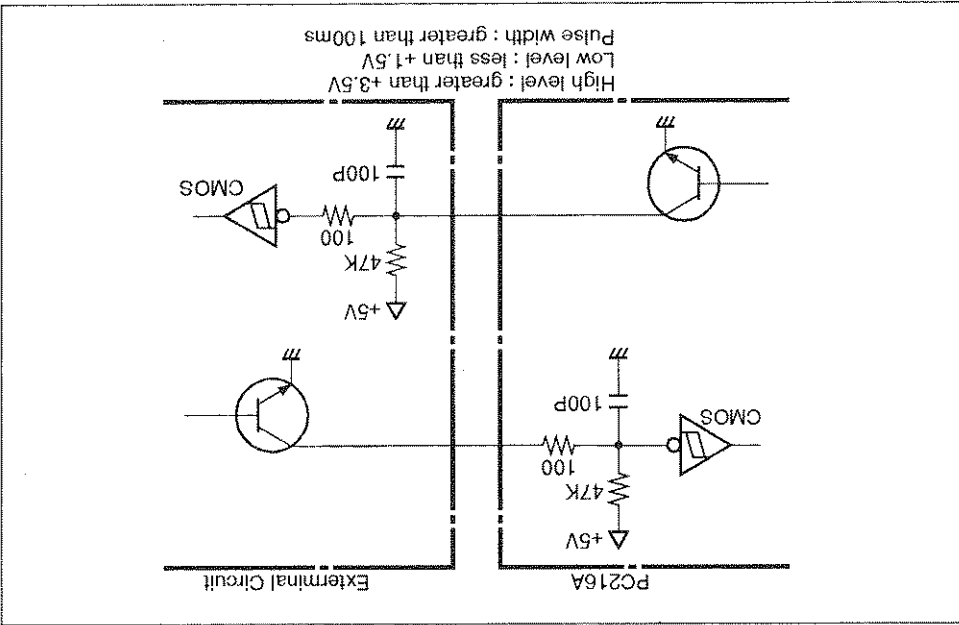 PC216A
Exterminal Circuit
+5V
47K
100
CMOS
100P
+5V
47K
100
CMOS
100P
High level : greater than +3.5V
Low level : less than +1.5V
Pulse width : greater than 100ms